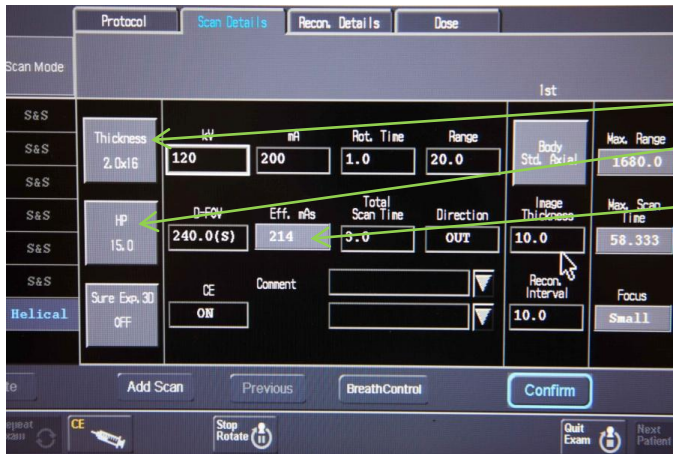 Protocol Scan Details Recon. Details Dose
Scan Mode
1st
S&S
S&S
S&S
S&S
S&S
S&S
Helical
Thickness
2.0x16
kV mA Rot. Time Range
120 200 1.0 20.0
Body
Std. Axial
Max. Range
1680.0
HP
15.0
D-FOV Eff. mAs Total
Scan Time Direction
240.0(S) 214 3.0 OUT
Image
Thickness
10.0
Max. Scan
Time
58.333
Sure Exp. 3D
OFF
CE Comment
ON
Recon.
Interval
10.0
Focus
Small
Add Scan Previous BreathControl Confirm
CE
Stop
Rotate
Quit
Exam
Next
Patient